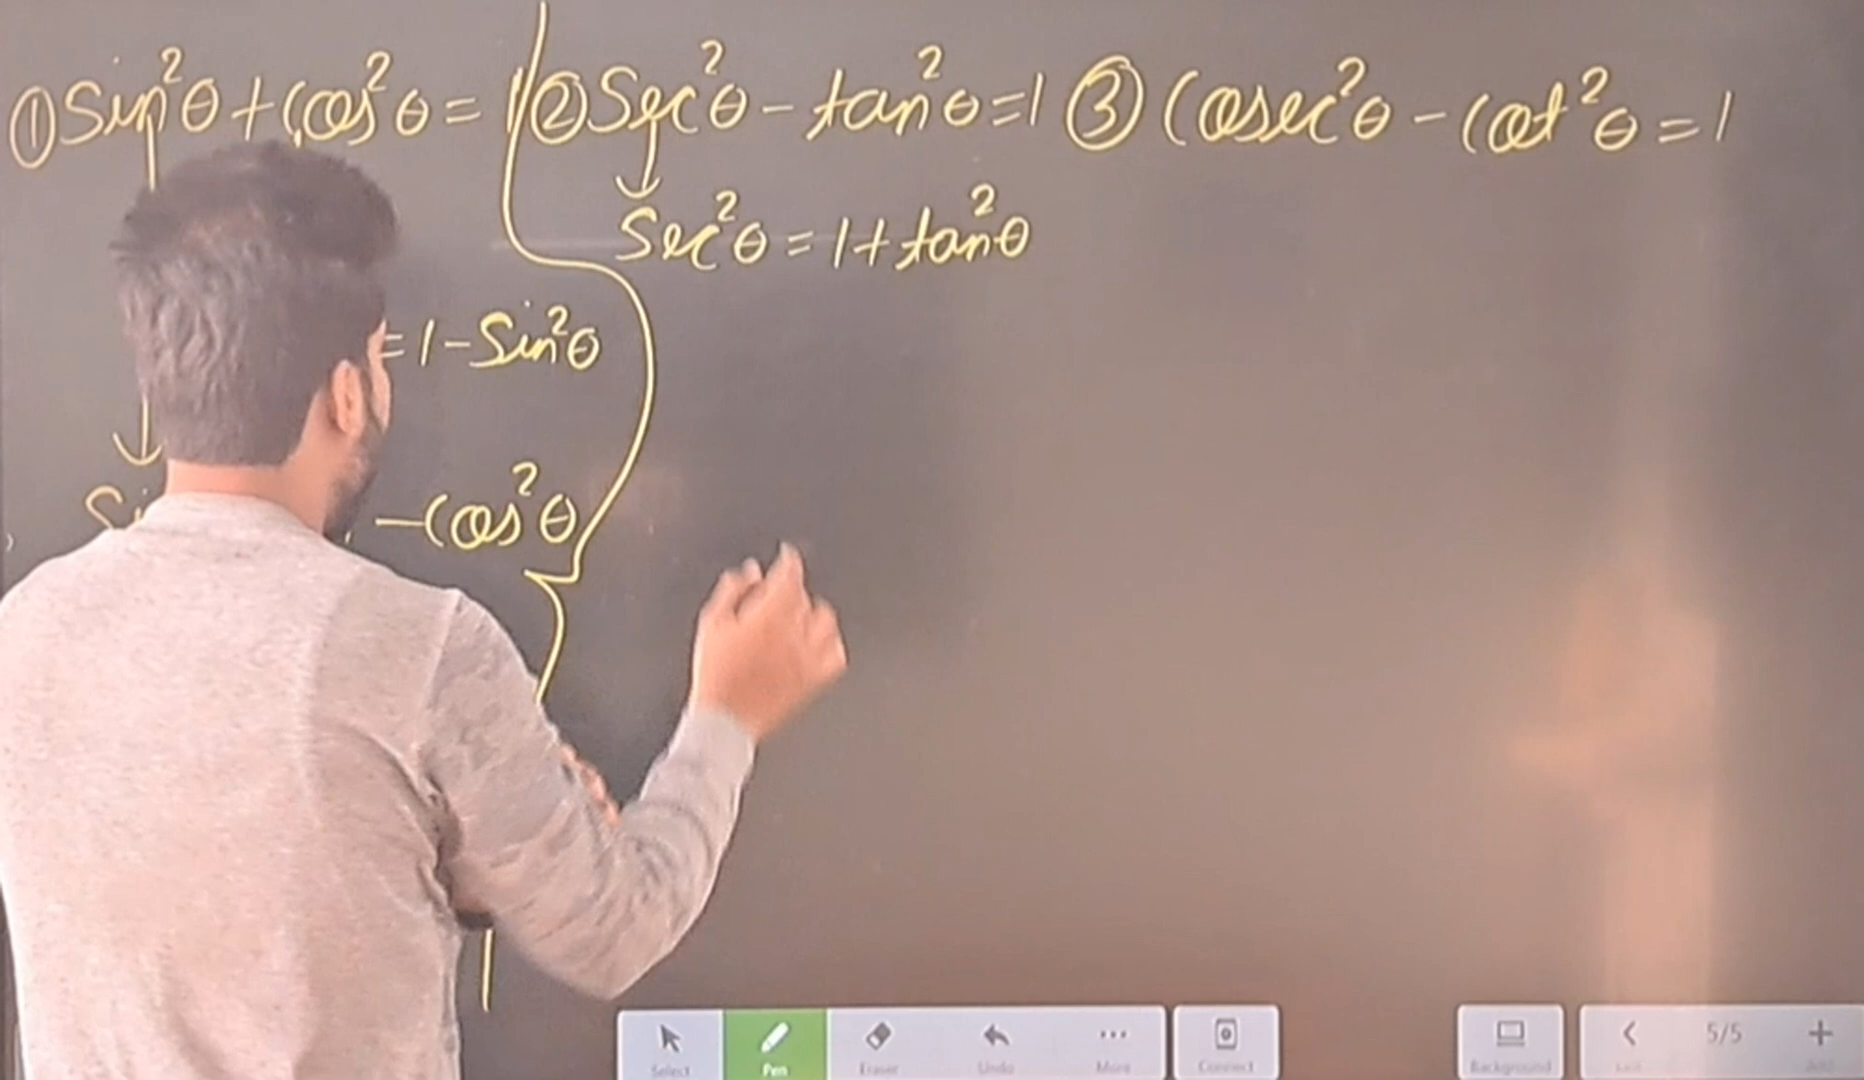 ① Sin²θ + Cos²θ = 1 ② Sec²θ - tan²θ = 1 ③ Cosec²θ - Cot²θ = 1
Sec²θ = 1 + tan²θ
= 1 - Sin²θ
- Cos²θ
Select Pen Eraser Undo More Connect Background 5/5